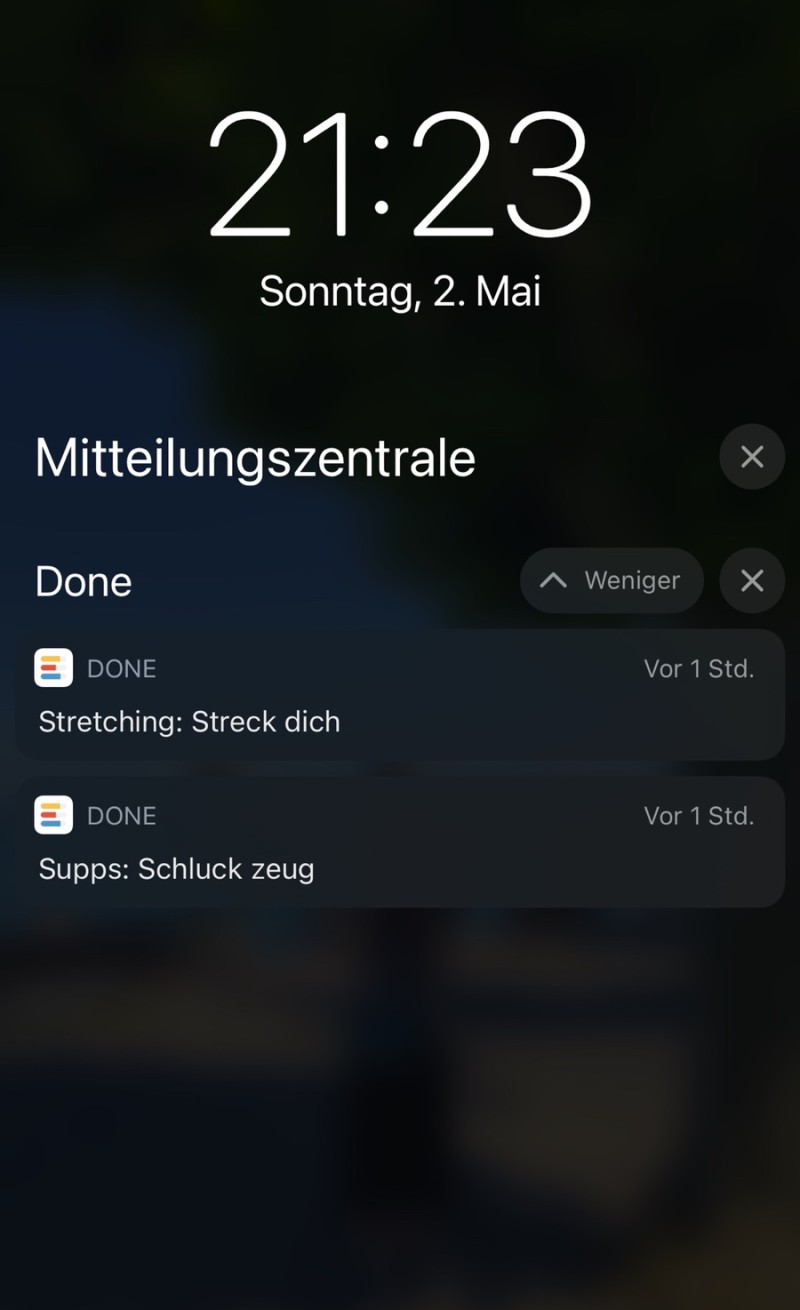 21:23
Sonntag, 2. Mai
Mitteilungszentrale
Done
Weniger
DONE
Vor 1 Std.
Stretching: Streck dich
DONE
Vor 1 Std.
Supps: Schluck zeug